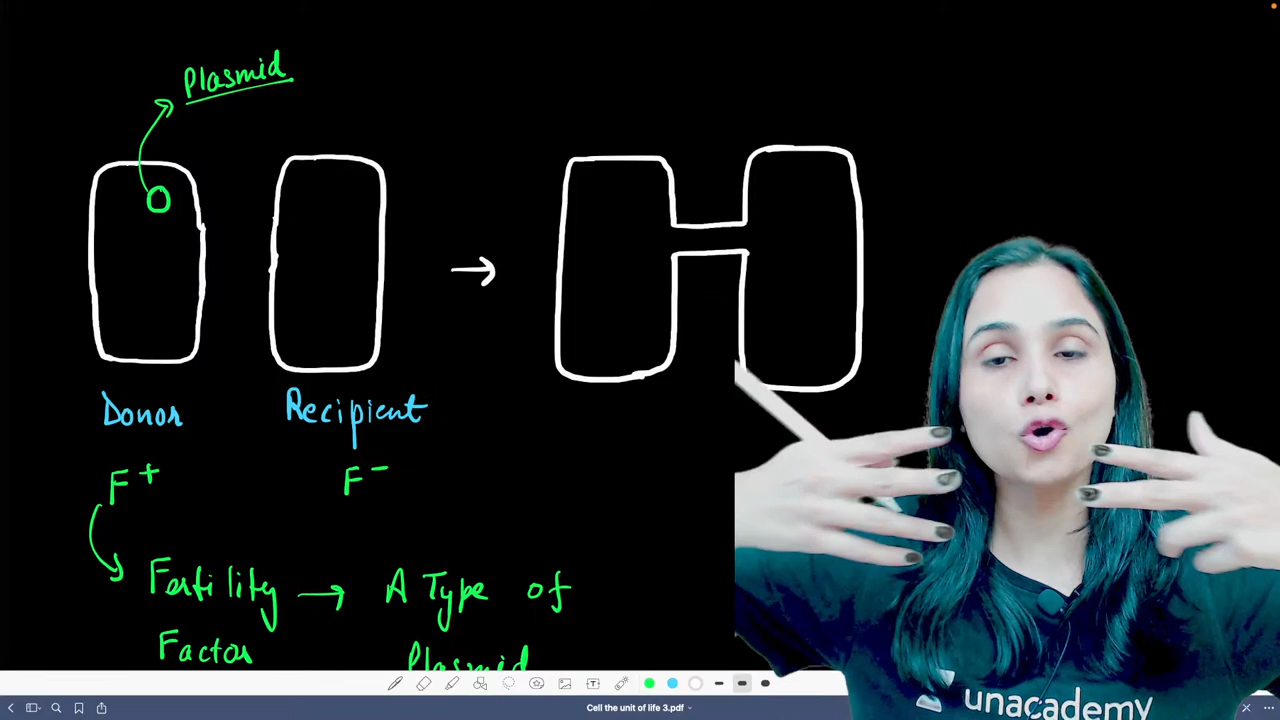 Plasmid
Donor
Recipient
F+
F-
Fertility → A Type of
Factor
Plasmid
Cell the unit of life 3.pdf
unacademy